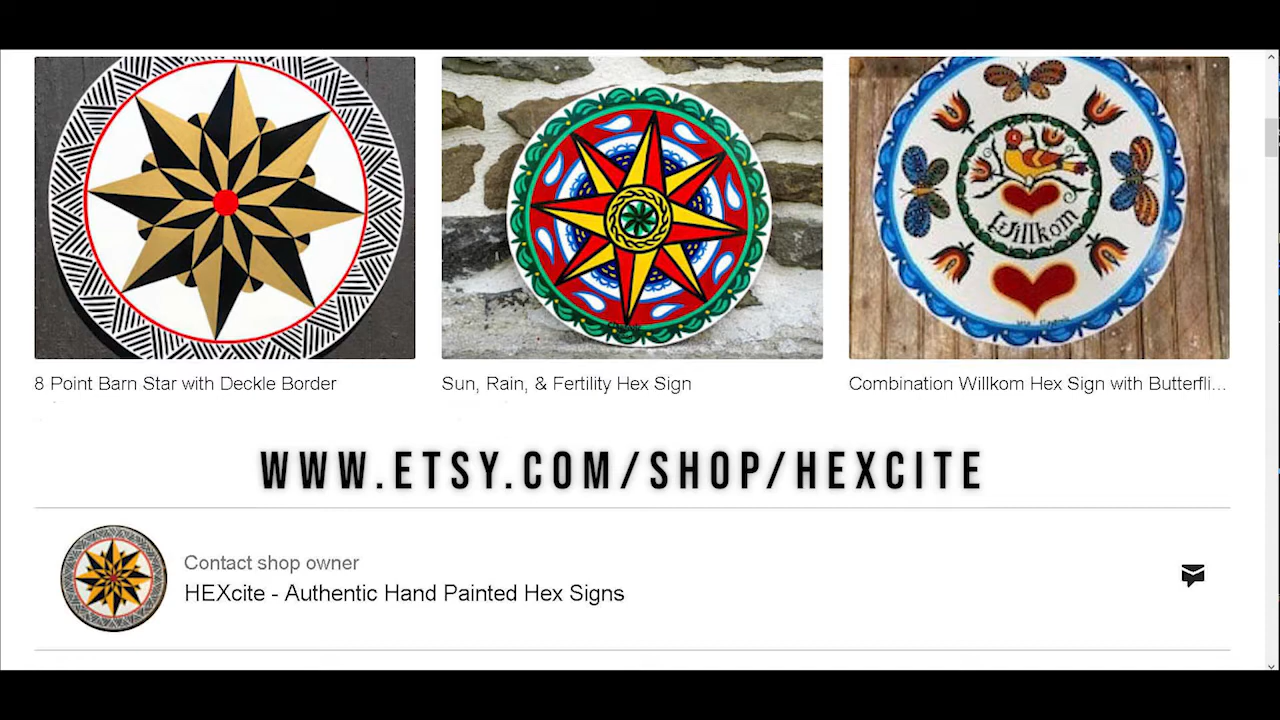 Willkom
8 Point Barn Star with Deckle Border
Sun, Rain, & Fertility Hex Sign
Combination Willkom Hex Sign with Butterfli...
WWW.ETSY.COM/SHOP/HEXCITE
Contact shop owner
HEXcite - Authentic Hand Painted Hex Signs